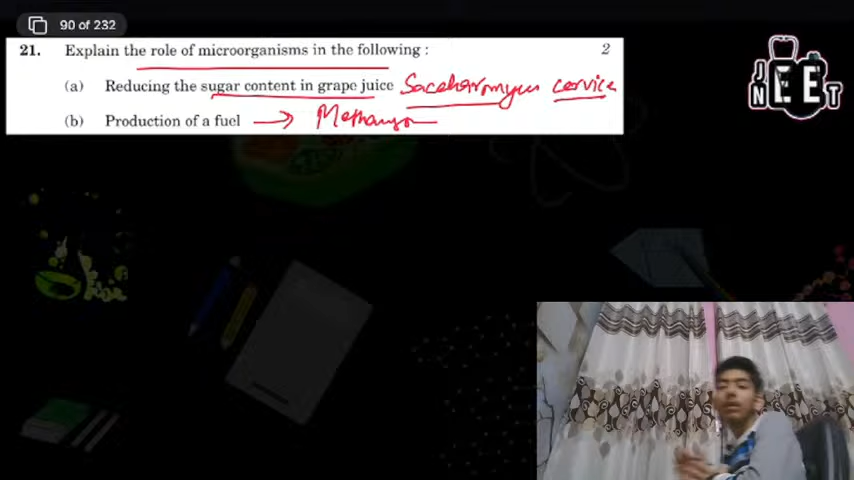 90 of 232
21. Explain the role of microorganisms in the following : 2
(a) Reducing the sugar content in grape juice Saccharomyces cervice
(b) Production of a fuel →
J
NEET